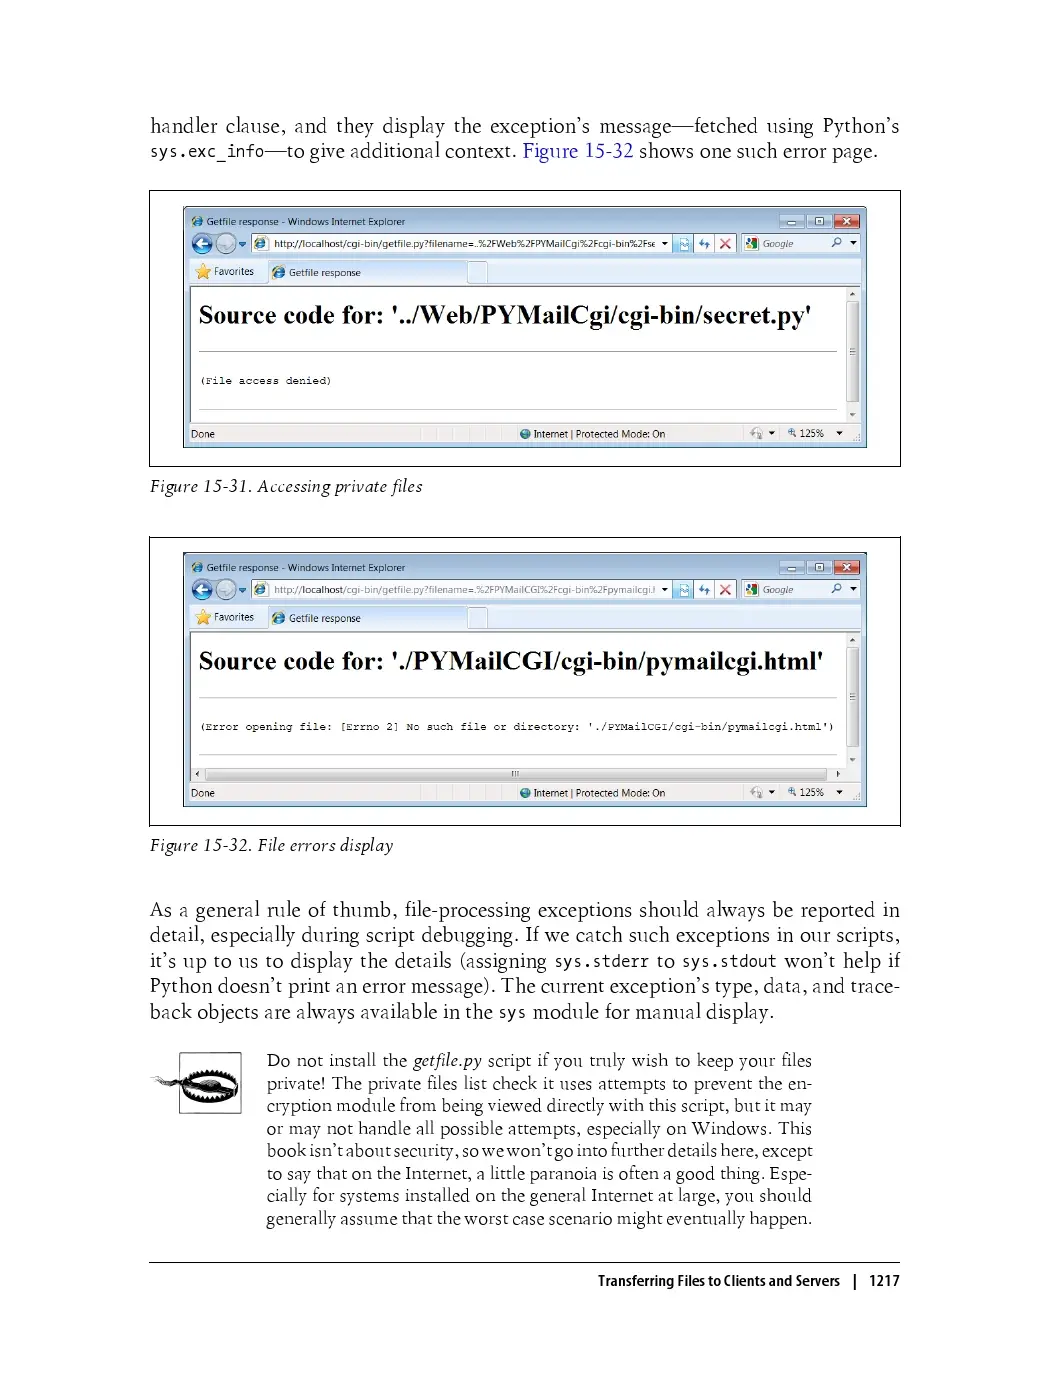 handler clause, and they display the exception's message—fetched using Python's
sys.exc_info—to give additional context. Figure 15-32 shows one such error page.
Getfile response - Windows Internet Explorer
http://localhost/cgi-bin/getfile.py?filename=..%2FWeb%2FPYMailCgi%2Fcgi-bin%2Fse
Google
Favorites
Getfile response
Source code for: '../Web/PYMailCgi/cgi-bin/secret.py'
(File access denied)
Done
Internet | Protected Mode: On
125%
Figure 15-31. Accessing private files
Getfile response - Windows Internet Explorer
http://localhost/cgi-bin/getfile.py?filename=.%2FPYMailCGI%2Fcgi-bin%2Fpymailcgi.l
Google
Favorites
Getfile response
Source code for: './PYMailCGI/cgi-bin/pymailcgi.html'
(Error opening file: [Errno 2] No such file or directory: './PYMailCGI/cgi-bin/pymailcgi.html')
Done
Internet | Protected Mode: On
125%
Figure 15-32. File errors display
As a general rule of thumb, file-processing exceptions should always be reported in
detail, especially during script debugging. If we catch such exceptions in our scripts,
it's up to us to display the details (assigning sys.stderr to sys.stdout won't help if
Python doesn't print an error message). The current exception's type, data, and trace-
back objects are always available in the sys module for manual display.
Do not install the getfile.py script if you truly wish to keep your files
private! The private files list check it uses attempts to prevent the en-
cryption module from being viewed directly with this script, but it may
or may not handle all possible attempts, especially on Windows. This
book isn't about security, so we won't go into further details here, except
to say that on the Internet, a little paranoia is often a good thing. Espe-
cially for systems installed on the general Internet at large, you should
generally assume that the worst case scenario might eventually happen.
Transferring Files to Clients and Servers | 1217